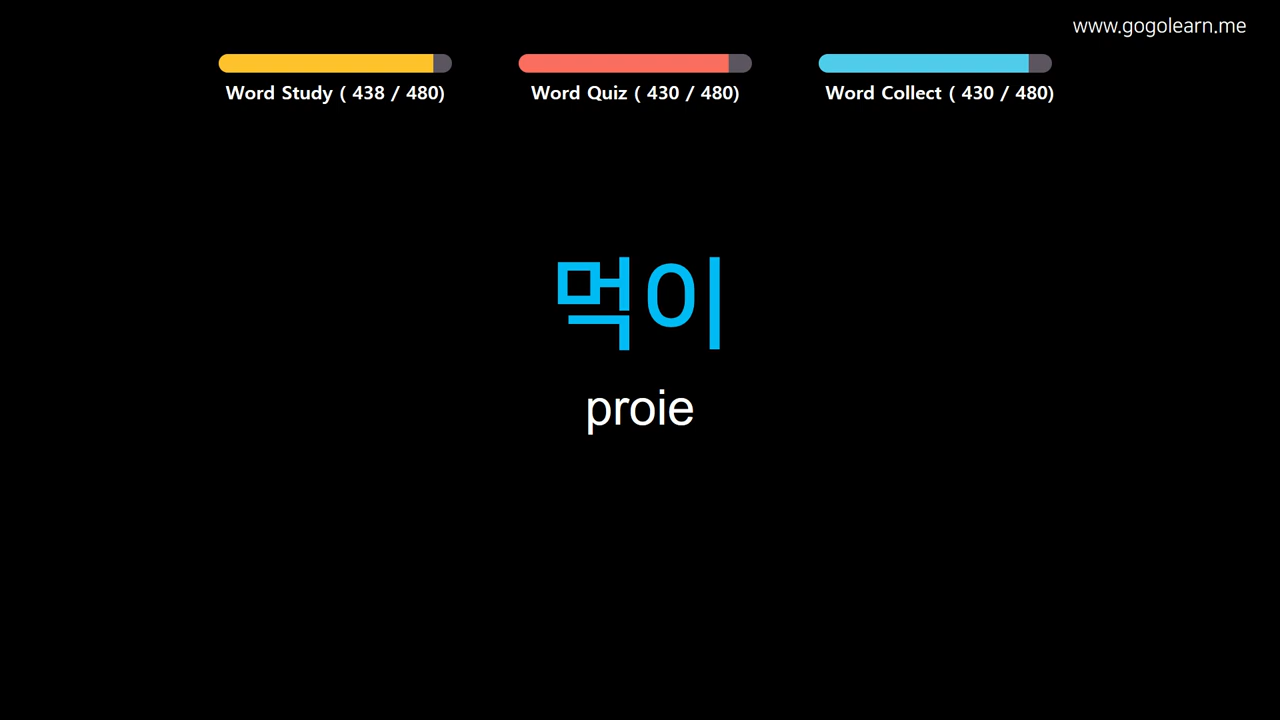 www.gogolearn.me
Word Study ( 438 / 480)
Word Quiz ( 430 / 480)
Word Collect ( 430 / 480)
먹이
proie